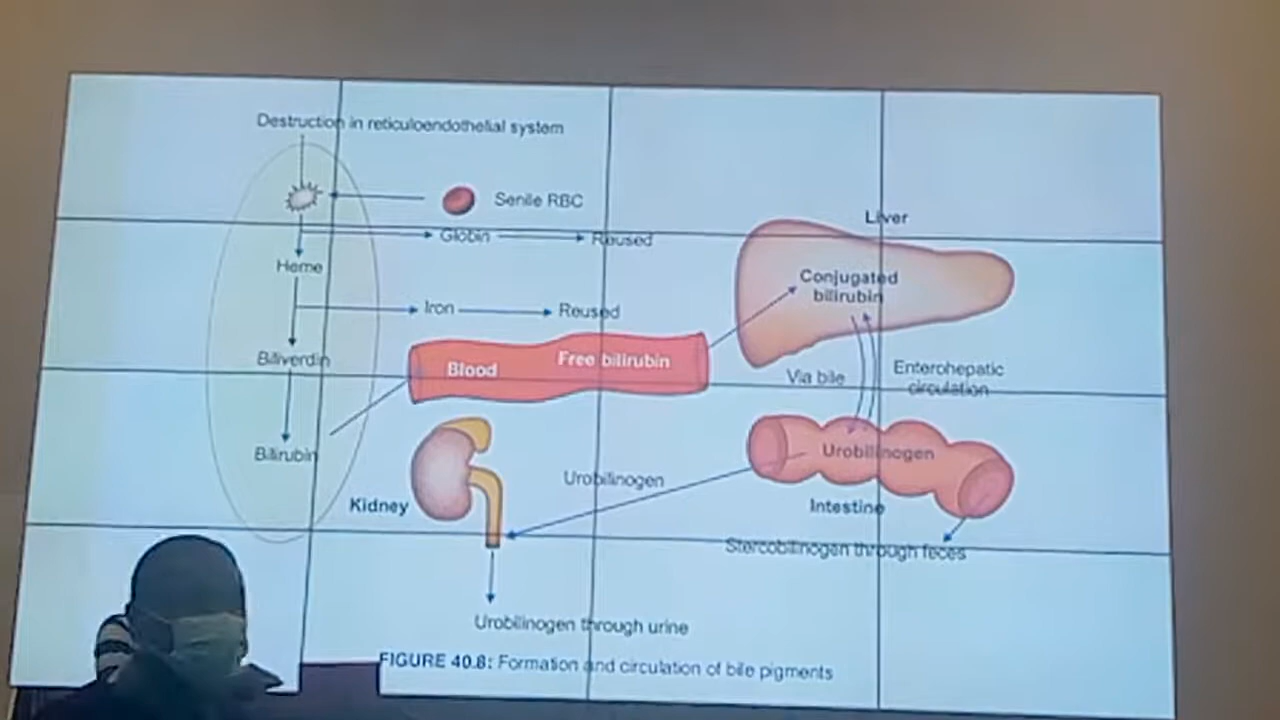 Destruction in reticuloendothelial system
Senile RBC
Globin
Reused
Heme
Iron
Reused
Biliverdin
Bilirubin
Blood
Free bilirubin
Liver
Conjugated
bilirubin
Via bile
Enterohepatic
circulation
Urobilinogen
Intestine
Kidney
Urobilinogen
Stercobilinogen through feces
Urobilinogen through urine
FIGURE 40.8: Formation and circulation of bile pigments